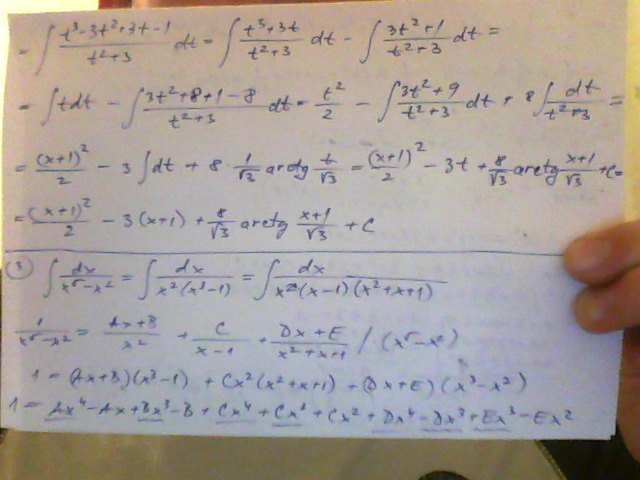 = ∫ (t³-3t²+3t-1)/(t²+3) dt = ∫ (t³+3t)/(t²+3) dt - ∫ (3t²+1)/(t²+3) dt =
= ∫ t dt - ∫ (3t²+8+1-8)/(t²+3) dt = t²/2 - ∫ (3t²+9)/(t²+3) dt + 8 ∫ dt/(t²+3) =
= (x+1)²/2 - 3 ∫ dt + 8 · 1/√3 arctg t/√3 = (x+1)²/2 - 3t + 8/√3 arctg (x+1)/√3 + C =
= (x+1)²/2 - 3(x+1) + 8/√3 arctg (x+1)/√3 + C
③ ∫ dx/(x⁵-x²) = ∫ dx/(x²(x³-1)) = ∫ dx/(x²(x-1)(x²+x+1))
1/(x⁵-x²) = (Ax+B)/x² + C/(x-1) + (Dx+E)/(x²+x+1) / (x⁵-x²)
1 = (Ax+B)(x³-1) + Cx²(x²+x+1) + (Dx+E)(x³-x²)
1 = Ax⁴-Ax+Bx³-B + Cx⁴+Cx³+Cx²+Dx⁴-Dx³+Ex³-Ex²